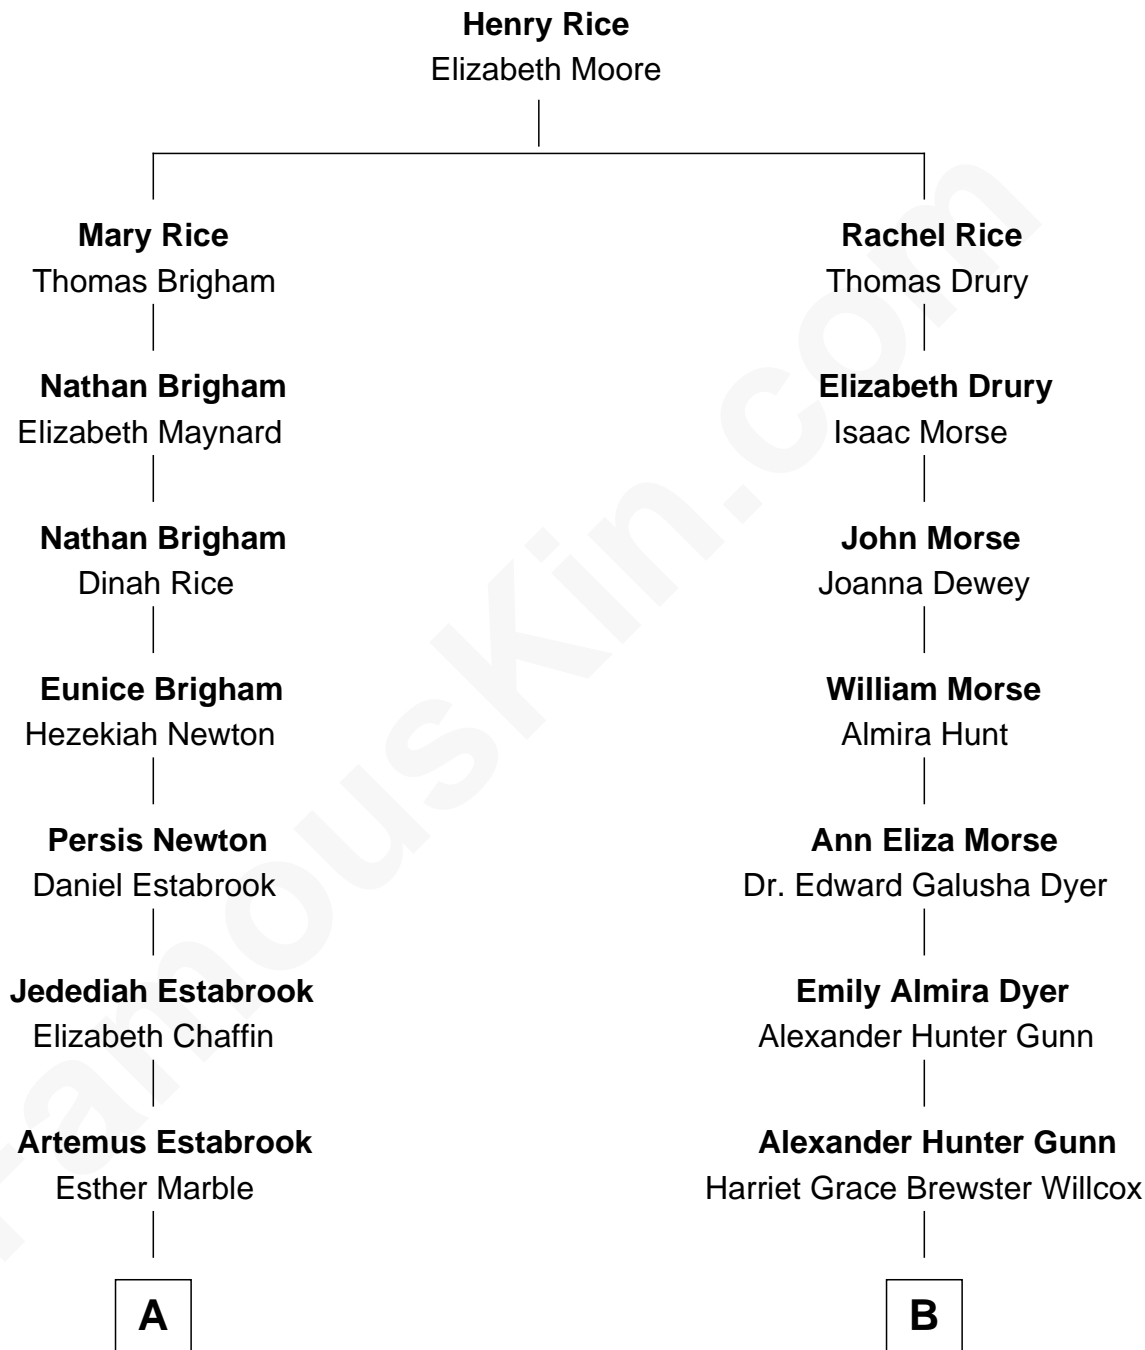 Henry Rice
Elizabeth Moore
Mary Rice
Thomas Brigham
Rachel Rice
Thomas Drury
Nathan Brigham
Elizabeth Maynard
Elizabeth Drury
Isaac Morse
Nathan Brigham
Dinah Rice
John Morse
Joanna Dewey
Eunice Brigham
Hezekiah Newton
William Morse
Almira Hunt
Persis Newton
Daniel Estabrook
Ann Eliza Morse
Dr. Edward Galusha Dyer
Jedediah Estabrook
Elizabeth Chaffin
Emily Almira Dyer
Alexander Hunter Gunn
Artemus Estabrook
Esther Marble
Alexander Hunter Gunn
Harriet Grace Brewster Willcox
A
B
FamousKin.com